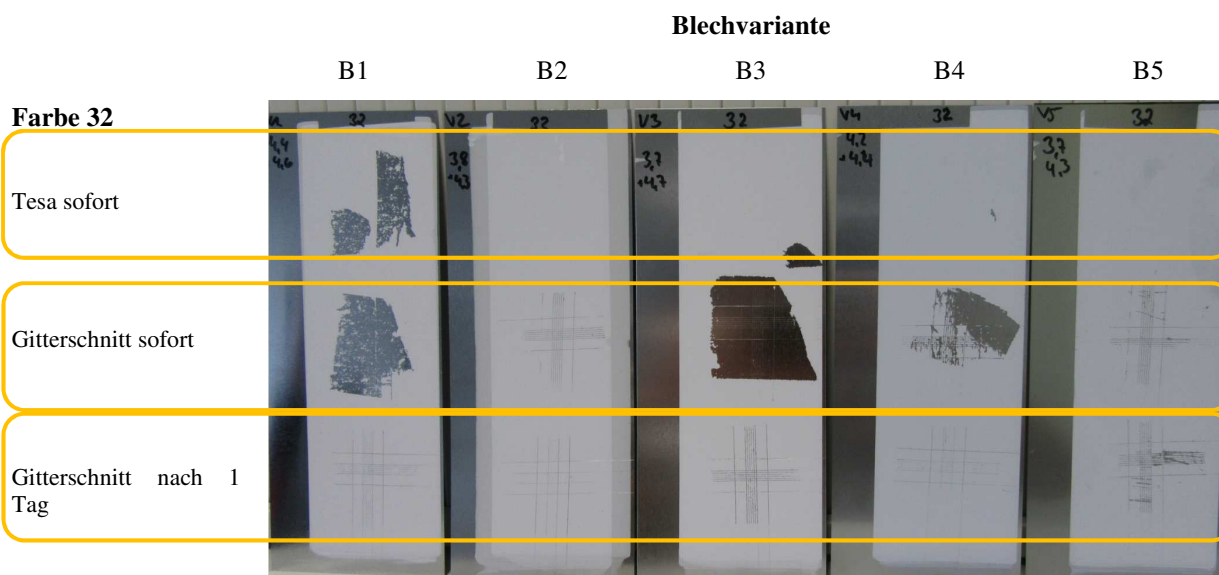 Blechvariante
B1 B2 B3 B4 B5
Farbe 32
32 V2 32 V3 32 V4 32 V5 32
4,4 3,8 3,7 4,2 3,7
4,6 4,3 4,7 4,4 4,3
Tesa sofort
Gitterschnitt sofort
Gitterschnitt nach 1
Tag